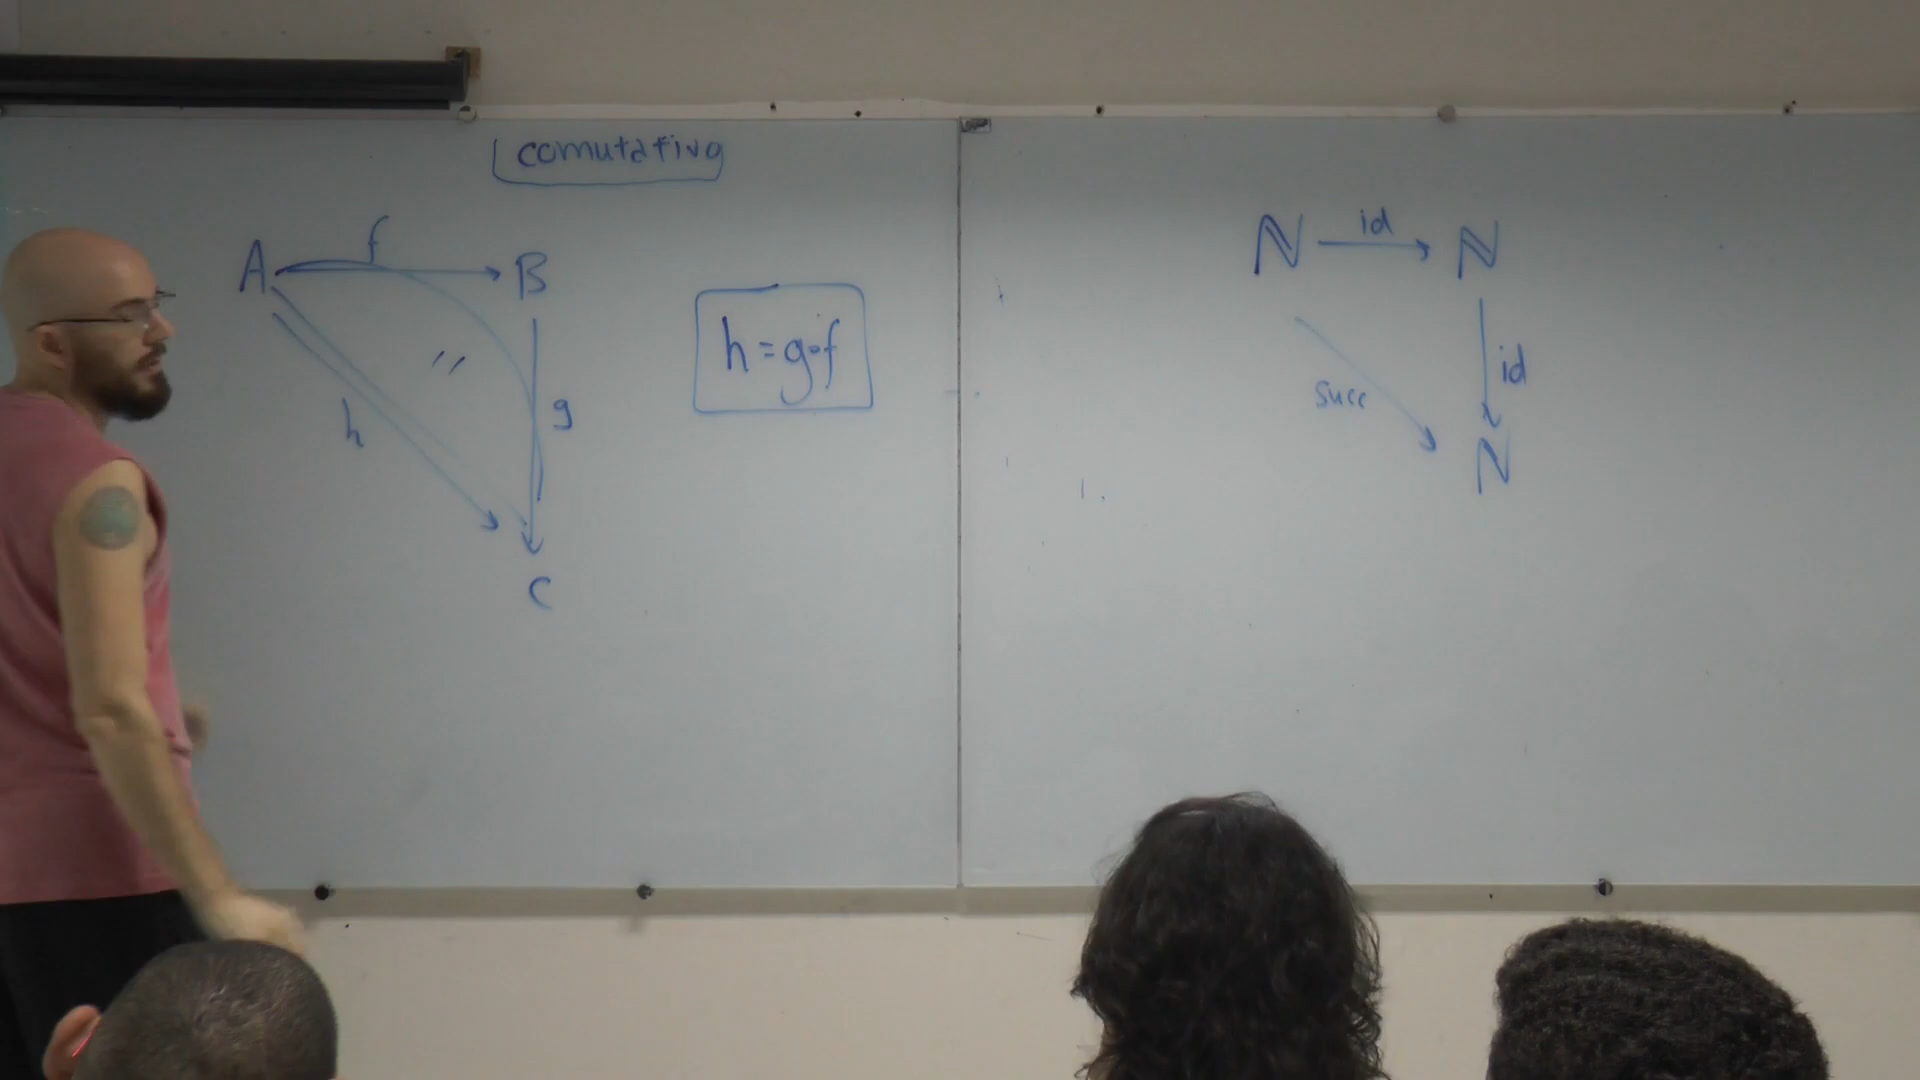 comutativo
f
A B
h = g∘f
g
h
C
id
ℕ ℕ
id
succ
ℕ